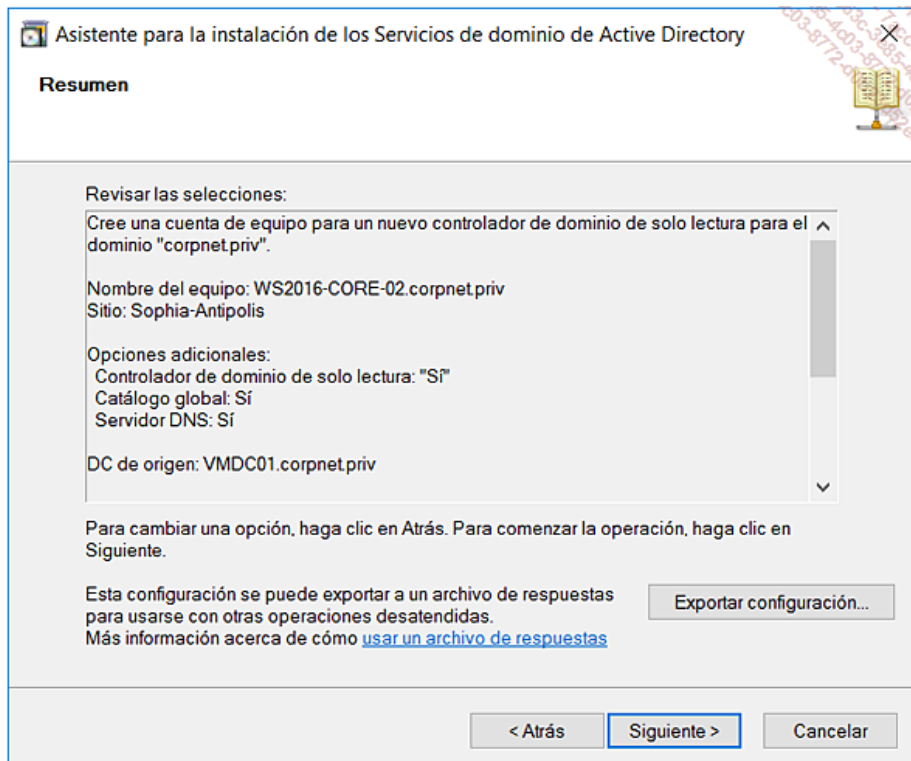 Asistente para la instalación de los Servicios de dominio de Active Directory
Resumen
Revisar las selecciones:
Cree una cuenta de equipo para un nuevo controlador de dominio de solo lectura para el
dominio "corpnet.priv".
Nombre del equipo: WS2016-CORE-02.corpnet.priv
Sitio: Sophia-Antipolis
Opciones adicionales:
Controlador de dominio de solo lectura: "Sí"
Catálogo global: Sí
Servidor DNS: Sí
DC de origen: VMDC01.corpnet.priv
Para cambiar una opción, haga clic en Atrás. Para comenzar la operación, haga clic en
Siguiente.
Esta configuración se puede exportar a un archivo de respuestas
para usarse con otras operaciones desatendidas.
Más información acerca de cómo usar un archivo de respuestas
Exportar configuración...
< Atrás
Siguiente >
Cancelar